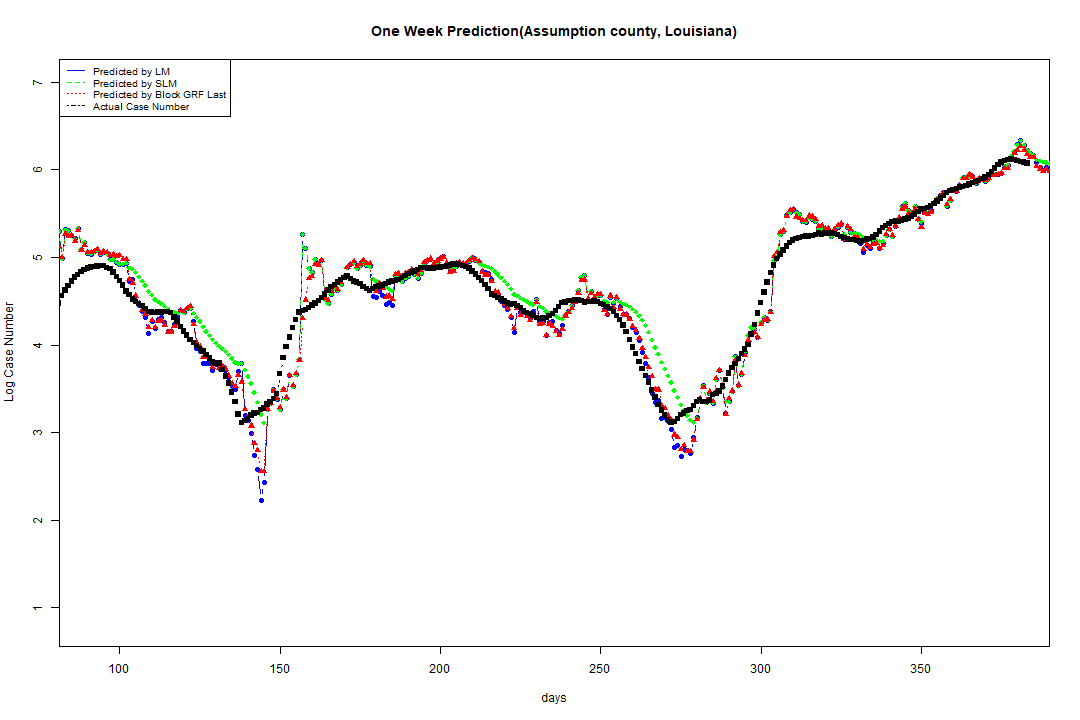 One Week Prediction(Assumption county, Louisiana)
Predicted by LM
Predicted by SLM
Predicted by Block GRF Last
Actual Case Number
7
6
5
4
3
2
1
Log Case Number
100 150 200 250 300 350
days